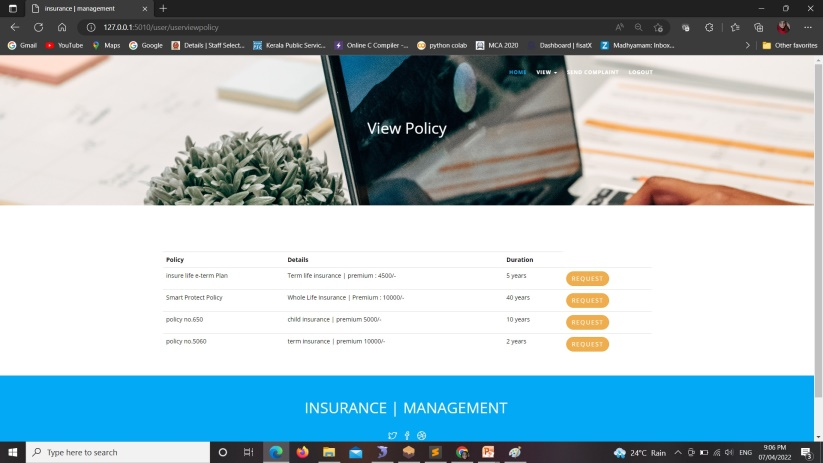 insurance | management
127.0.0.1:5010/user/userviewpolicy
Gmail YouTube Maps Google Details | Staff Select... Kerala Public Servic... Online C Compiler -... python colab MCA 2020 Dashboard | fisatX Madhyamam: Inbox... Other favorites
HOME VIEW SEND COMPLAINT LOGOUT
View Policy
Policy Details Duration
insure life e-term Plan Term life insurance | premium : 4500/- 5 years REQUEST
Smart Protect Policy Whole Life Insurance | Premium : 10000/- 40 years REQUEST
policy no.650 child insurance | premium 5000/- 10 years REQUEST
policy no.5060 term insurance | premium 10000/- 2 years REQUEST
INSURANCE | MANAGEMENT
Type here to search 24°C Rain ENG 9:06 PM
07/04/2022